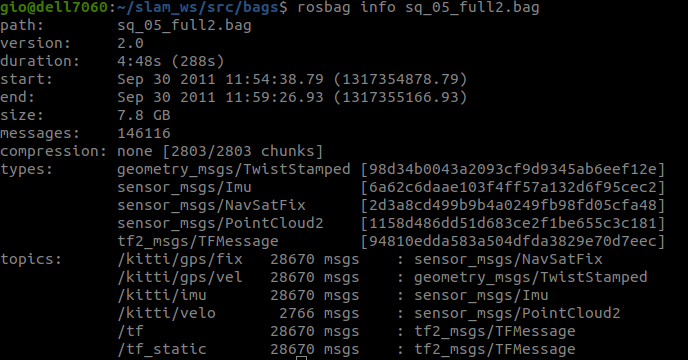 gio@dell7060:~/slam_ws/src/bags$ rosbag info sq_05_full2.bag
path:        sq_05_full2.bag
version:     2.0
duration:    4:48s (288s)
start:       Sep 30 2011 11:54:38.79 (1317354878.79)
end:         Sep 30 2011 11:59:26.93 (1317355166.93)
size:        7.8 GB
messages:    146116
compression: none [2803/2803 chunks]
types:       geometry_msgs/TwistStamped [98d34b0043a2093cf9d9345ab6eef12e]
             sensor_msgs/Imu            [6a62c6daae103f4ff57a132d6f95cec2]
             sensor_msgs/NavSatFix      [2d3a8cd499b9b4a0249fb98fd05cfa48]
             sensor_msgs/PointCloud2    [1158d486dd51d683ce2f1be655c3c181]
             tf2_msgs/TFMessage         [94810edda583a504dfda3829e70d7eec]
topics:      /kitti/gps/fix   28670 msgs    : sensor_msgs/NavSatFix
             /kitti/gps/vel   28670 msgs    : geometry_msgs/TwistStamped
             /kitti/imu       28670 msgs    : sensor_msgs/Imu
             /kitti/velo       2766 msgs    : sensor_msgs/PointCloud2
             /tf              28670 msgs    : tf2_msgs/TFMessage
             /tf_static       28670 msgs    : tf2_msgs/TFMessage